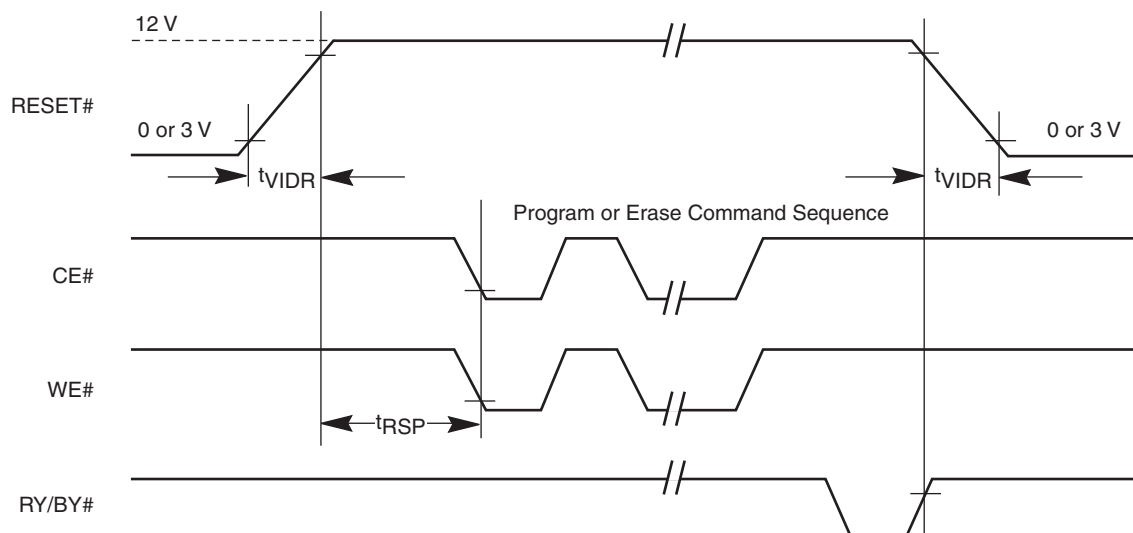 12 V
RESET#
0 or 3 V
0 or 3 V
tVIDR
tVIDR
Program or Erase Command Sequence
CE#
WE#
tRSP
RY/BY#